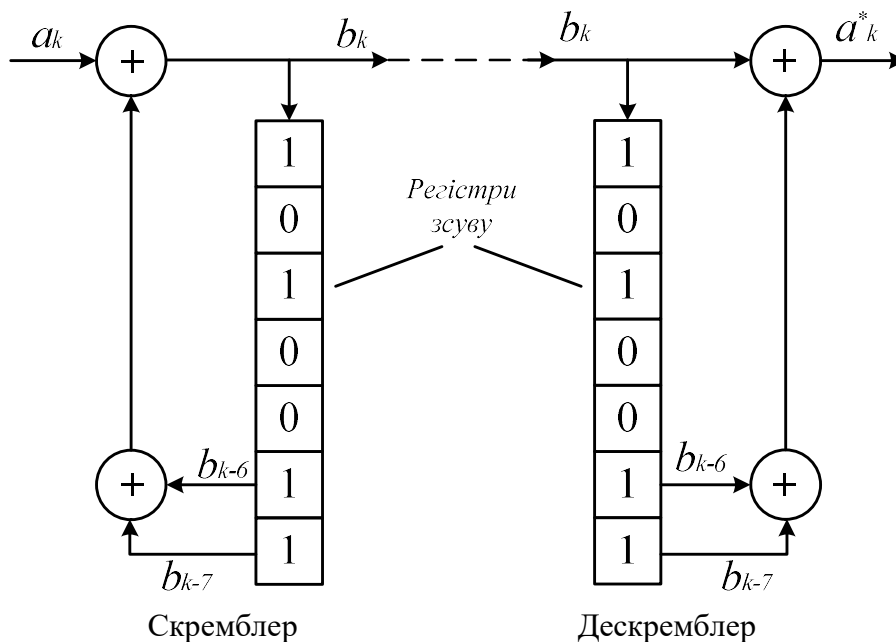 aₖ + bₖ bₖ + a*ₖ
1 1
0 Регістри 0
зсуву
1 1
0 0
0 0
+ bₖ₋₆ 1 1 bₖ₋₆ +
bₖ₋₇ 1 1 bₖ₋₇
Скремблер Дескремблер